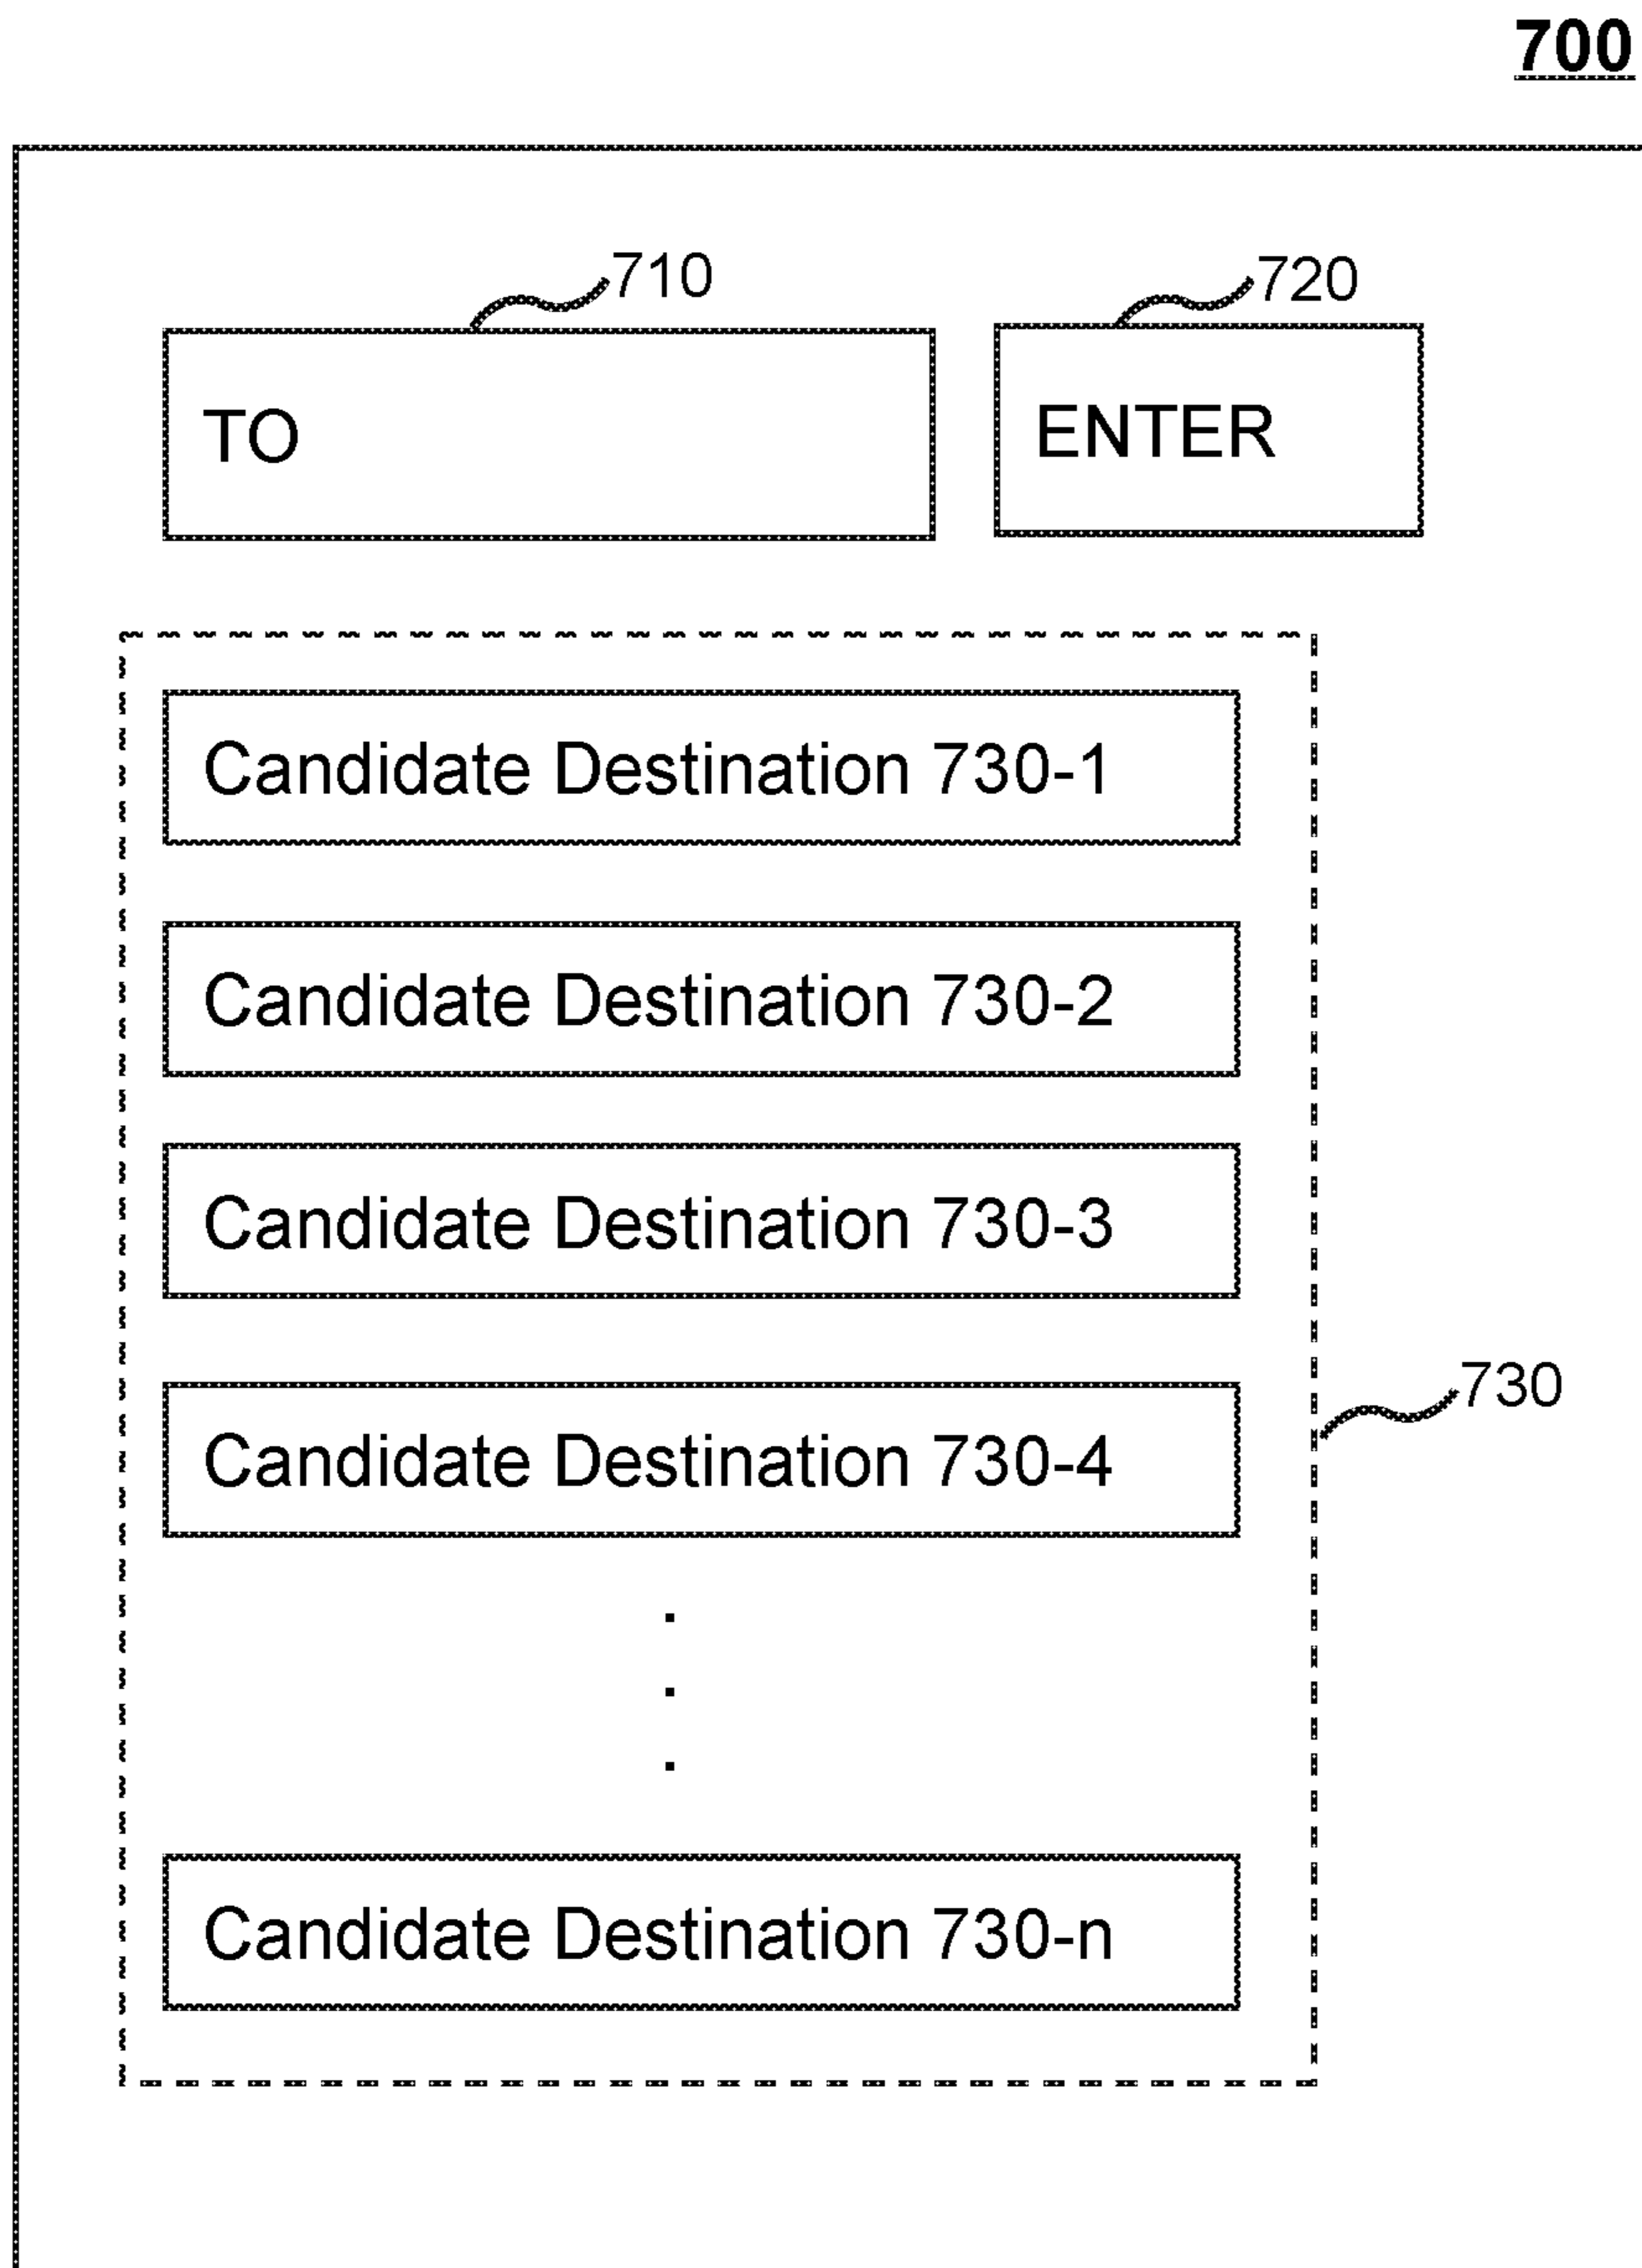 700
710
720
TO
ENTER
Candidate Destination 730-1
Candidate Destination 730-2
Candidate Destination 730-3
730
Candidate Destination 730-4
.
.
.
Candidate Destination 730-n